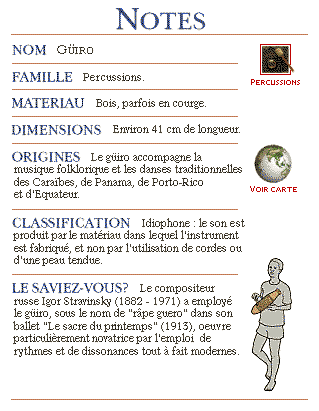 NOTES
NOM Güiro
PERCUSSIONS
FAMILLE Percussions.
MATERIAU Bois, parfois en courge.
DIMENSIONS Environ 41 cm de longueur.
ORIGINES Le güiro accompagne la
musique folklorique et les danses traditionnelles
des Caraïbes, de Panama, de Porto-Rico
et d'Equateur.
VOIR CARTE
CLASSIFICATION Idiophone : le son est
produit par le matériau dans lequel l'instrument
est fabriqué, et non par l'utilisation de cordes ou
d'une peau tendue.
LE SAVIEZ-VOUS? Le compositeur
russe Igor Stravinsky (1882 - 1971) a employé
le güiro, sous le nom de "râpe guero" dans son
ballet "Le sacre du printemps" (1913), oeuvre
particulièrement novatrice par l'emploi de
rythmes et de dissonances tout à fait modernes.